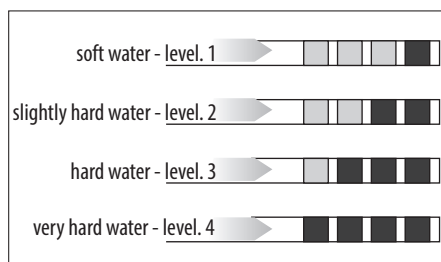 soft water - level. 1
slightly hard water - level. 2
hard water - level. 3
very hard water - level. 4